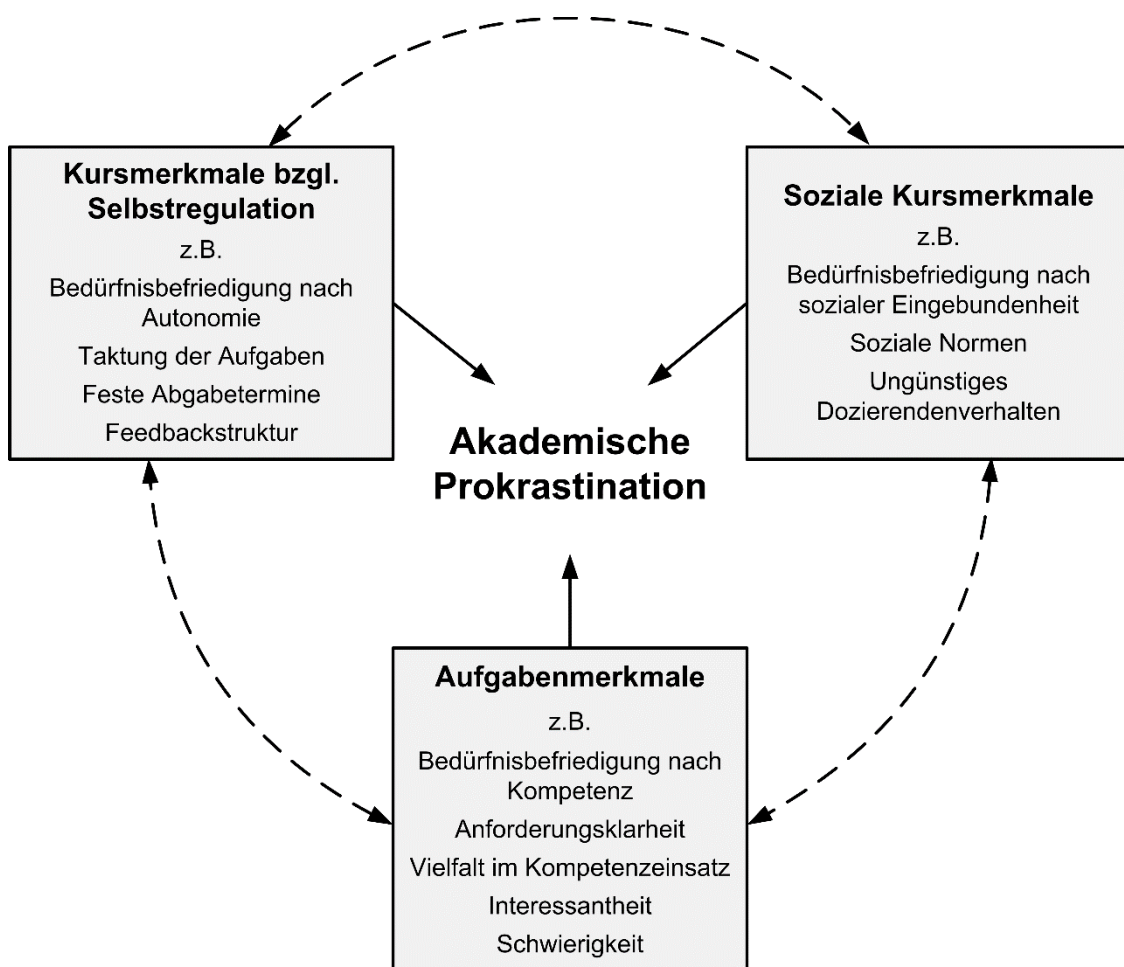 Kursmerkmale bzgl.
Selbstregulation
z.B.
Bedürfnisbefriedigung nach
Autonomie
Taktung der Aufgaben
Feste Abgabetermine
Feedbackstruktur
Soziale Kursmerkmale
z.B.
Bedürfnisbefriedigung nach
sozialer Eingebundenheit
Soziale Normen
Ungünstiges
Dozierendenverhalten
Akademische
Prokrastination
Aufgabenmerkmale
z.B.
Bedürfnisbefriedigung nach
Kompetenz
Anforderungsklarheit
Vielfalt im Kompetenzeinsatz
Interessantheit
Schwierigkeit